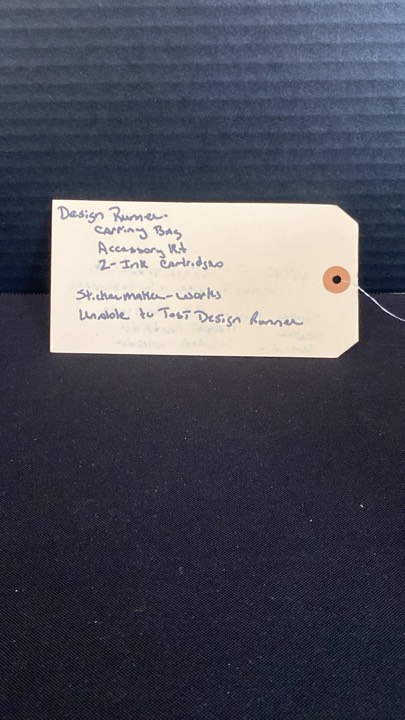 Design Runner
Carrying Bag
Accessory Kit
2-Ink Cartridges
Sticker Maker - Works
Unable to Test Design Runner